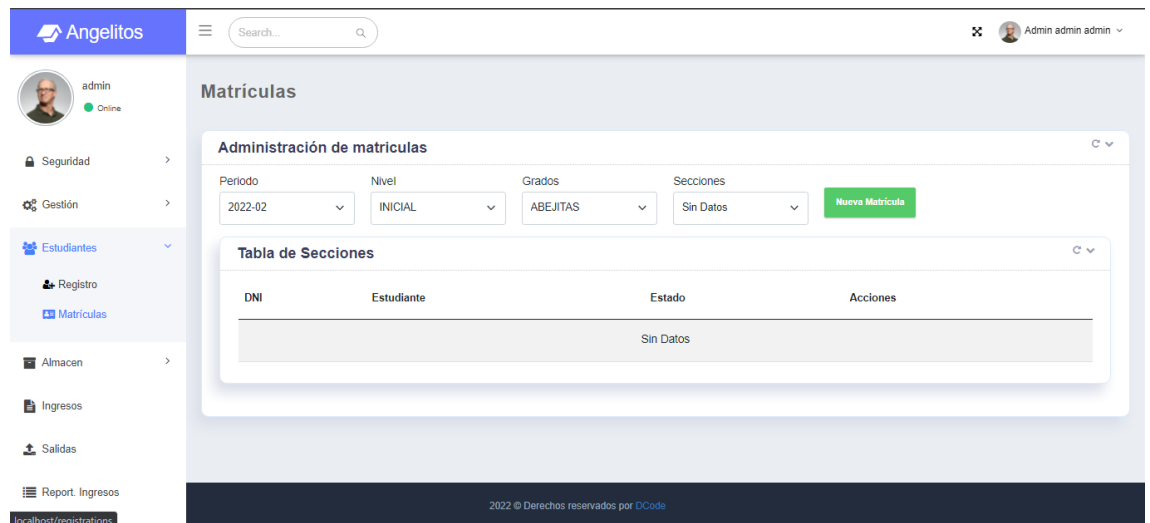 Angelitos
Search...
Admin admin admin
admin
Online
Seguridad
Gestión
Estudiantes
Registro
Matrículas
Almacen
Ingresos
Salidas
Report. Ingresos
localhost/registrations
Matrículas
Administración de matriculas
Periodo Nivel Grados Secciones
2022-02 INICIAL ABEJITAS Sin Datos Nueva Matrícula
Tabla de Secciones
DNI Estudiante Estado Acciones
Sin Datos
2022 © Derechos reservados por DCode